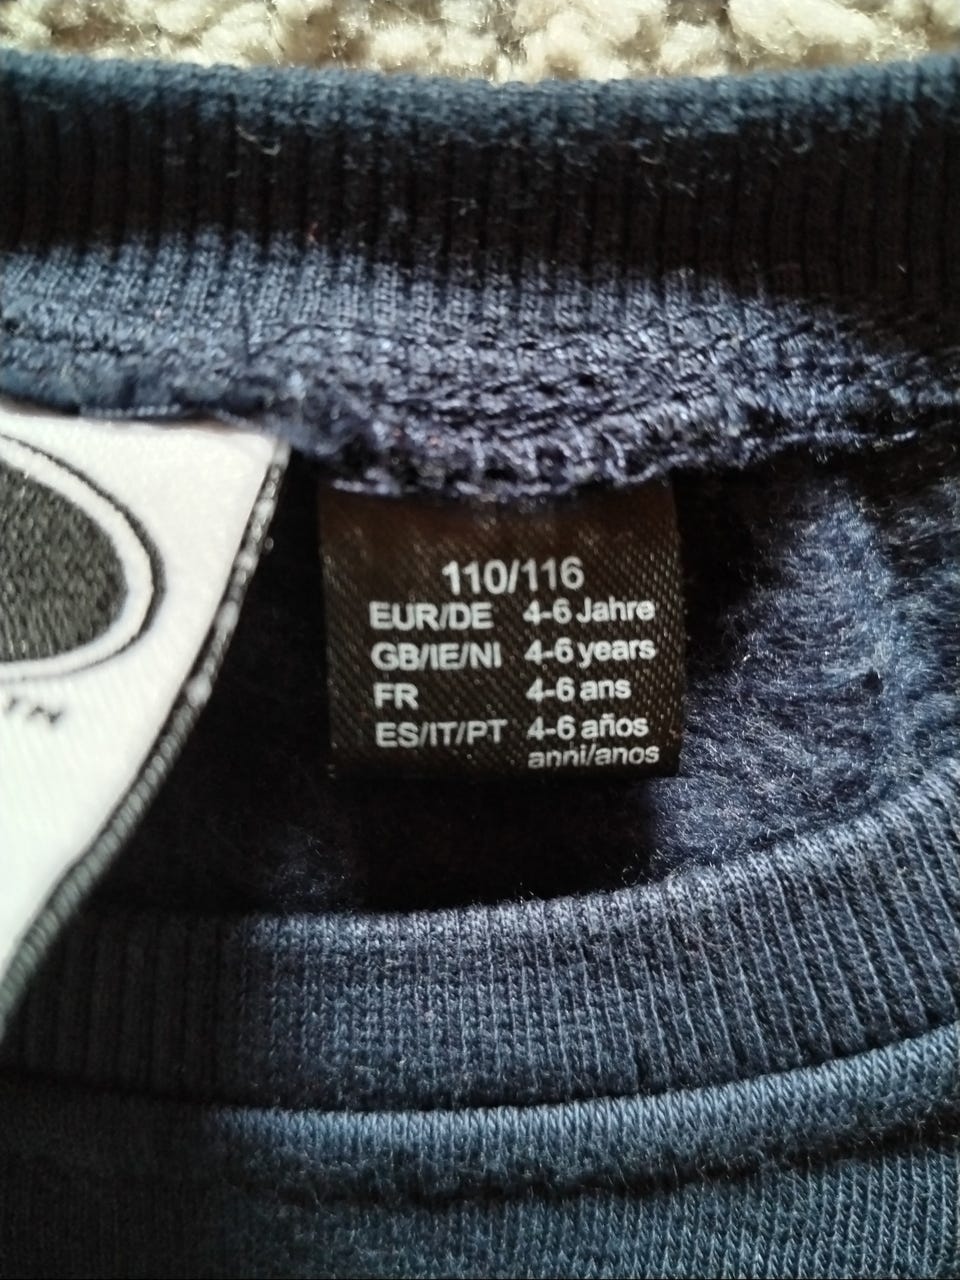 110/116
EUR/DE 4-6 Jahre
GB/IE/NI 4-6 years
FR 4-6 ans
ES/IT/PT 4-6 años
anni/anos